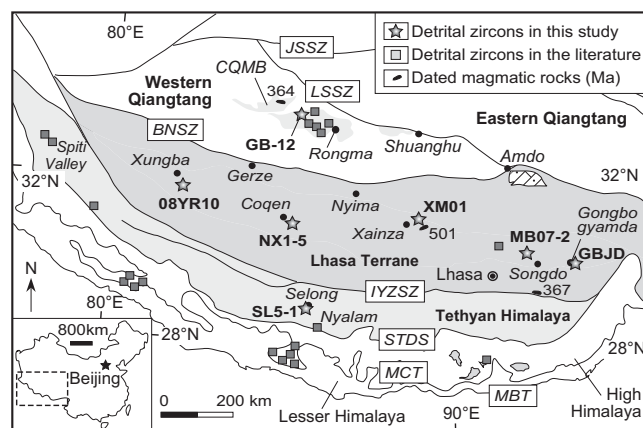 80°E
JSSZ
Detrital zircons in this study
Detrital zircons in the literature
Dated magmatic rocks (Ma)
Western
Qiangtang
CQMB
LSSZ
364
Eastern Qiangtang
BNSZ
GB-12
Rongma
Shuanghu
Spiti
Valley
Xungba
Gerze
Amdo
32°N
32°N
08YR10
Coqen
Nyima
XM01
Gongbo
gyamda
NX1-5
Xainza
501
MB07-2
GBJD
Lhasa Terrane
Lhasa
Songdo
N
IYZSZ
367
80°E
Selong
SL5-1
Nyalam
Tethyan Himalaya
28°N
STDS
28°N
800km
Beijing
MCT
MBT
High
Himalaya
0
200 km
Lesser Himalaya
90°E